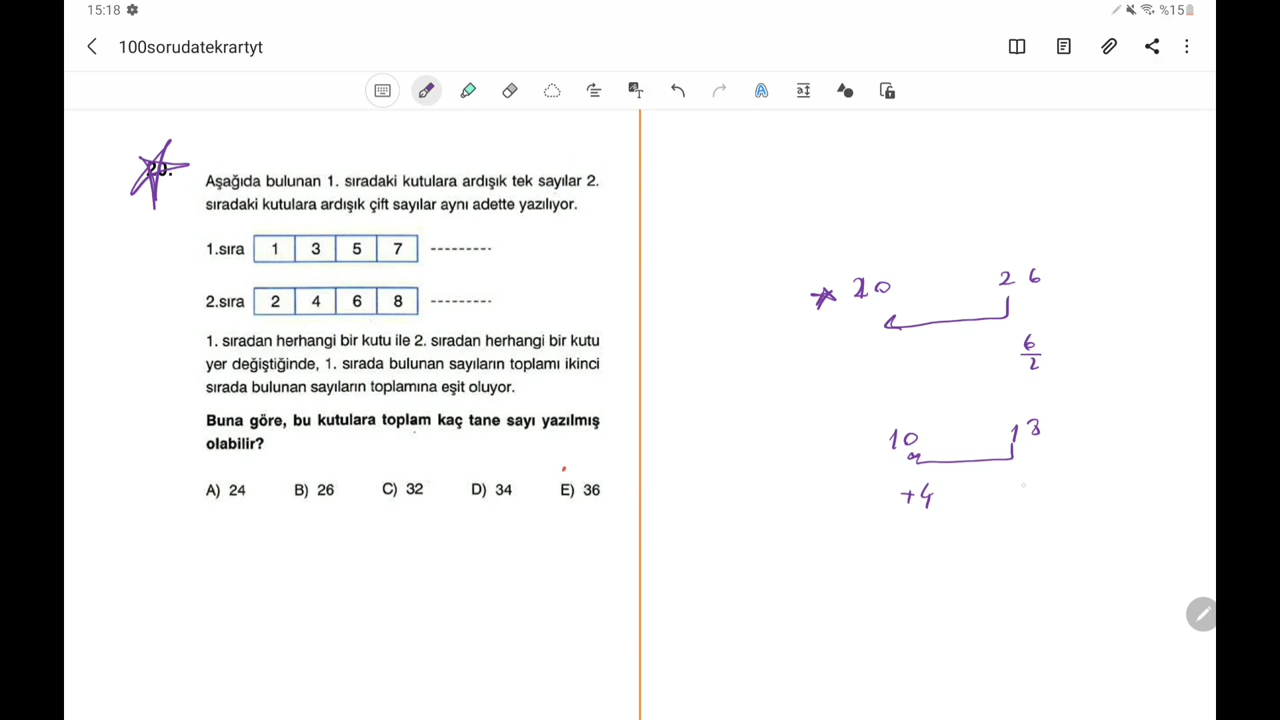 15:18
%15
100sorudatekrartyt
Aşağıda bulunan 1. sıradaki kutulara ardışık tek sayılar 2.
sıradaki kutulara ardışık çift sayılar aynı adette yazılıyor.
1.sıra 1 3 5 7 ---------
2.sıra 2 4 6 8 ---------
1. sıradan herhangi bir kutu ile 2. sıradan herhangi bir kutu
yer değiştiğinde, 1. sırada bulunan sayıların toplamı ikinci
sırada bulunan sayıların toplamına eşit oluyor.
Buna göre, bu kutulara toplam kaç tane sayı yazılmış
olabilir?
A) 24 B) 26 C) 32 D) 34 E) 36
20 26
6
2
10 13
+4